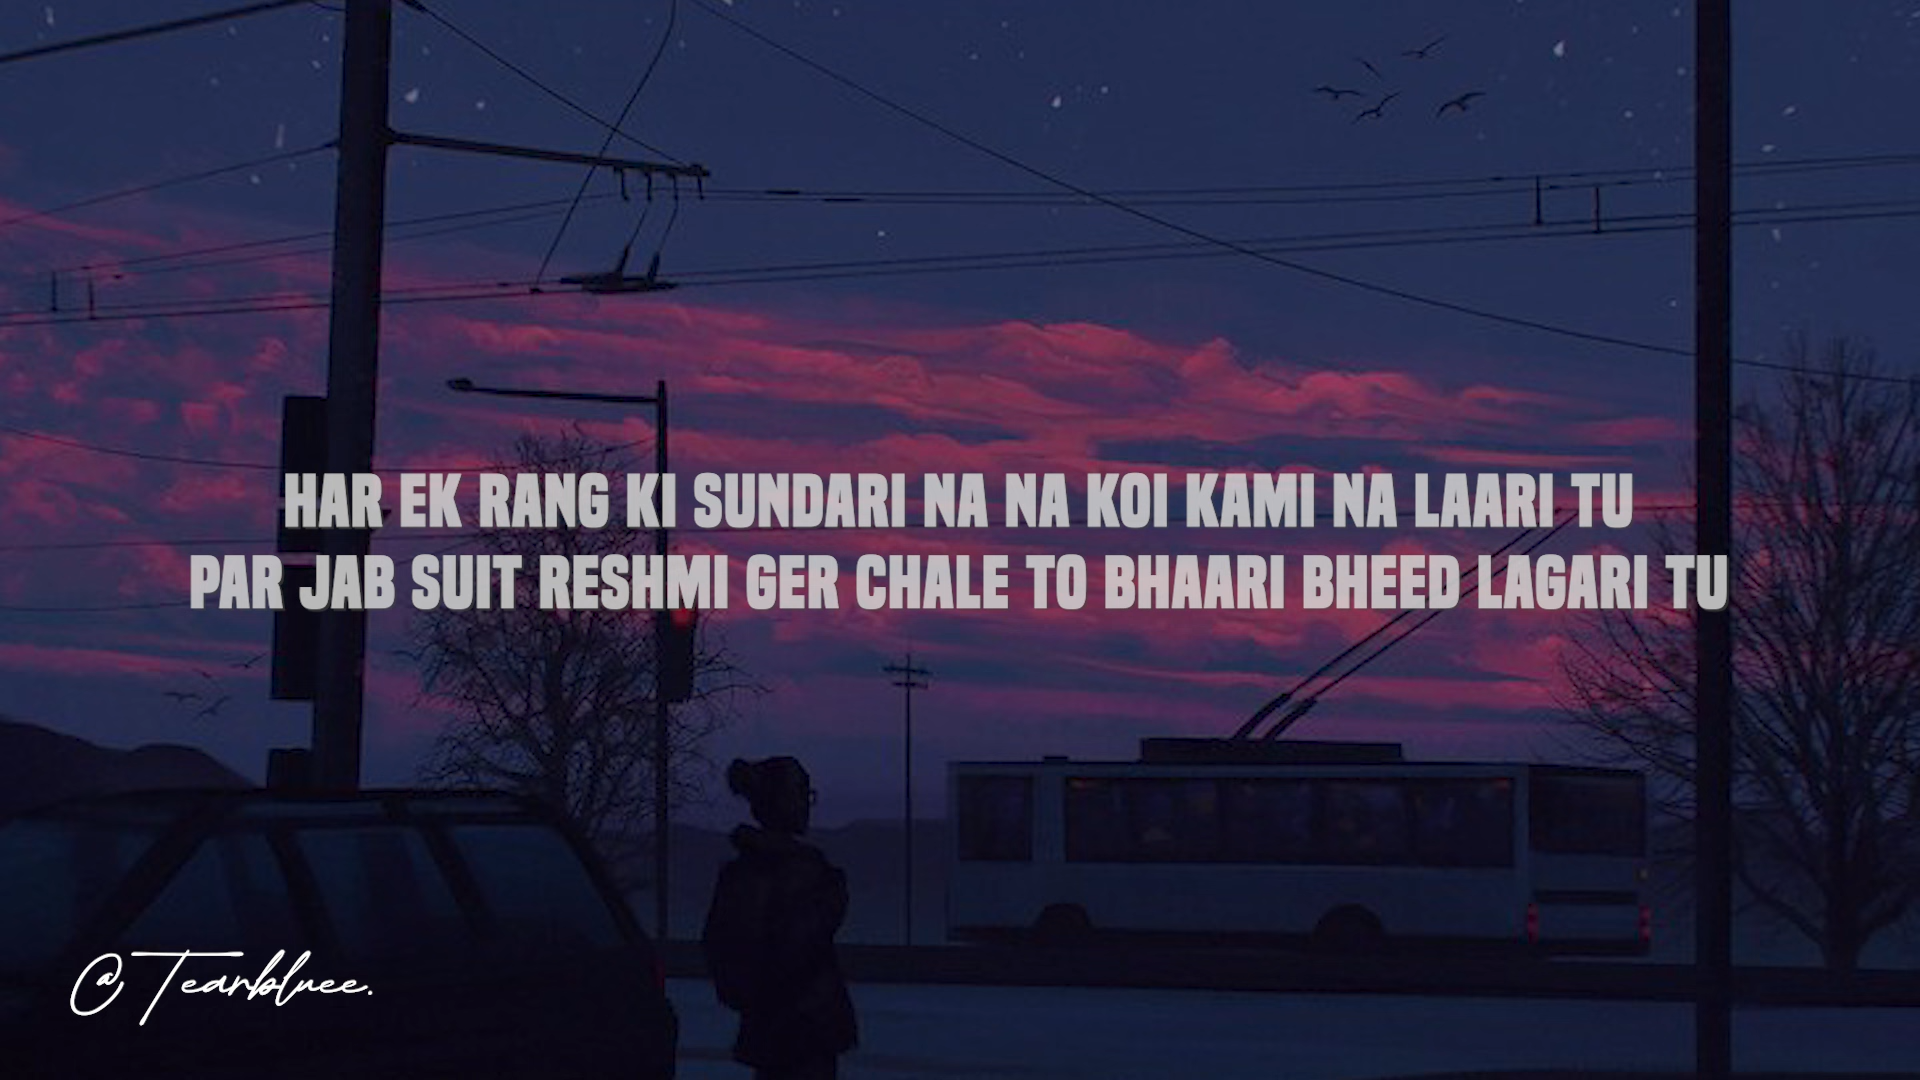 HAR EK RANG KI SUNDARI NA NA KOI KAMI NA LAARI TU
PAR JAB SUIT RESHMI GER CHALE TO BHAARI BHEED LAGARI TU
@Tearbluee.